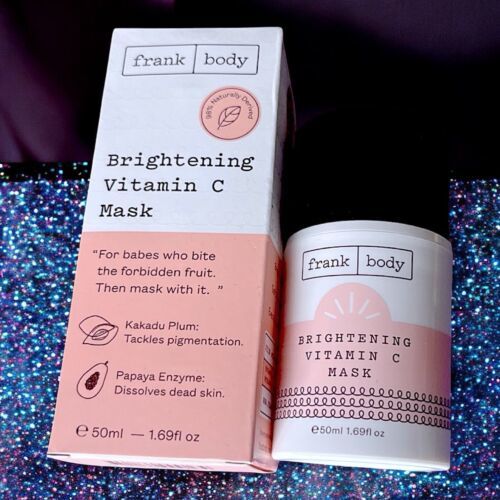 frank body
98% Naturally Derived
Brightening
Vitamin C
Mask
"For babes who bite
the forbidden fruit.
Then mask with it. "
Kakadu Plum:
Tackles pigmentation.
Papaya Enzyme:
Dissolves dead skin.
℮50ml — 1.69fl oz
frank body
BRIGHTENING
VITAMIN C
MASK
℮50ml 1.69fl oz